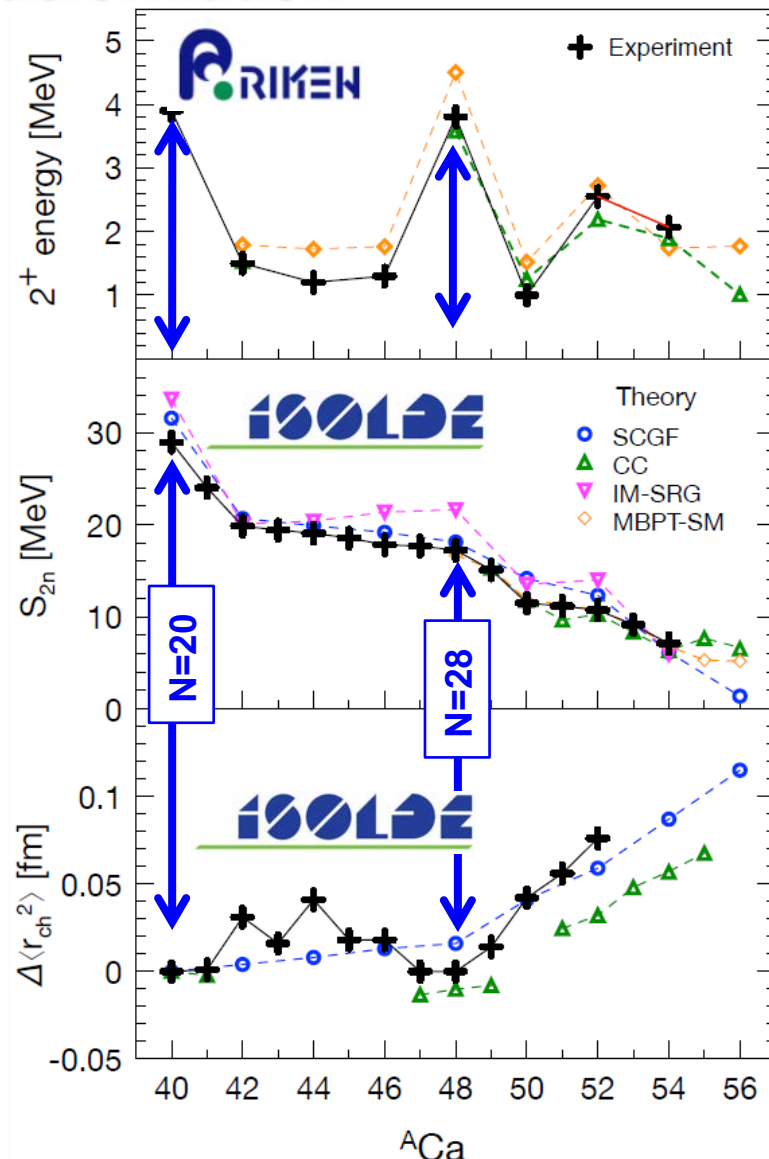 5
4
3
2
1
2+ energy [MeV]
RIKEN
Experiment
30
20
10
0
S2n [MeV]
ISOLDE
Theory
SCGF
CC
IM-SRG
MBPT-SM
N=20
N=28
0.1
0.05
0
-0.05
Δ⟨rch2⟩ [fm]
ISOLDE
40 42 44 46 48 50 52 54 56
ACa